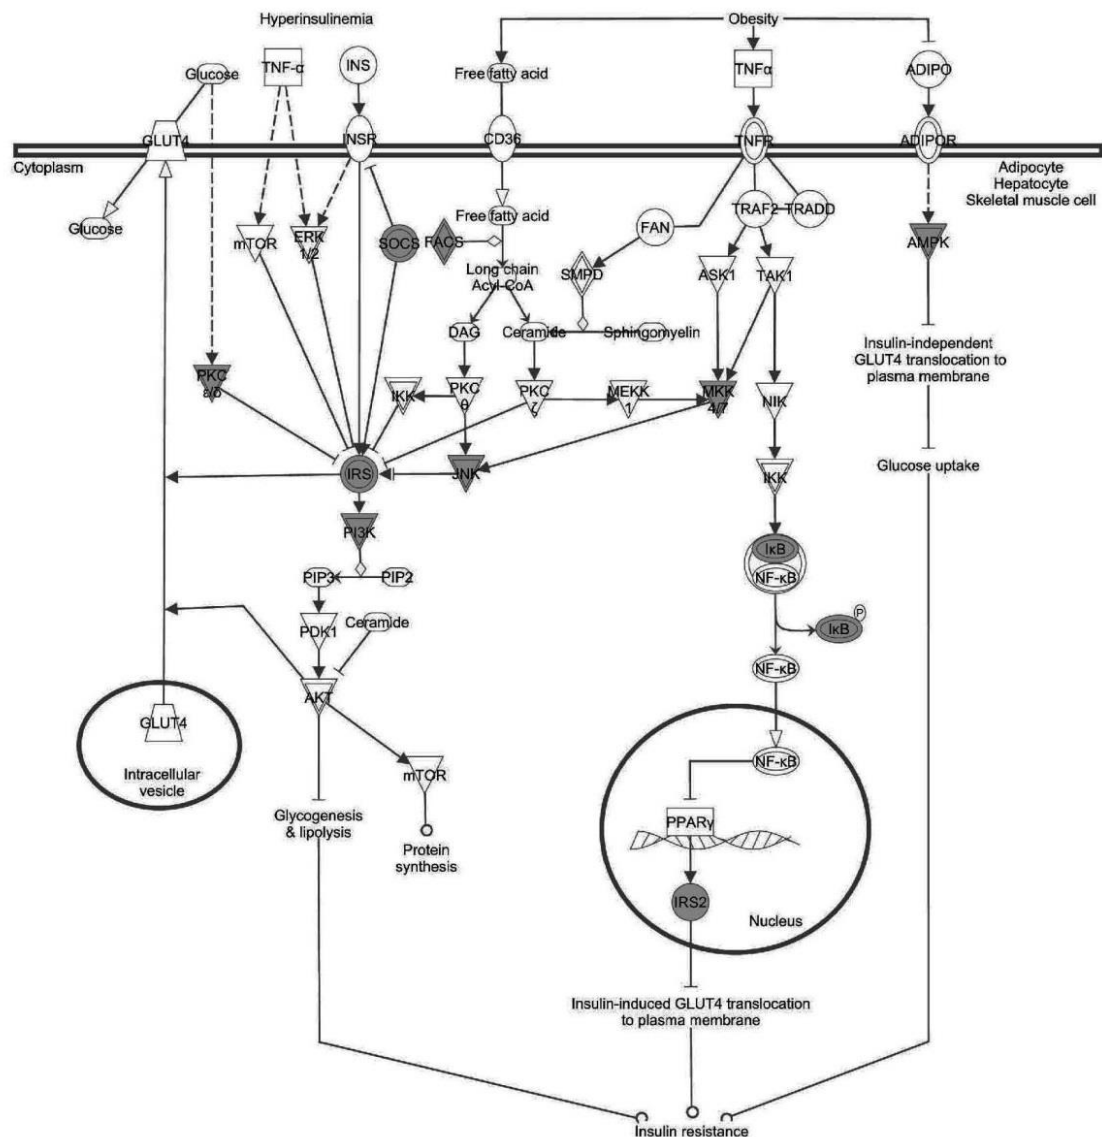 Hyperinsulinemia
Obesity
Glucose
TNF-α
INS
Free fatty acid
TNFα
ADIPO
GLUT4
INSR
CD36
TNFR
ADIPOR
Cytoplasm
Adipocyte
Hepatocyte
Skeletal muscle cell
Glucose
mTOR
ERK
1/2
SOCS
FACS
Free fatty acid
FAN
TRAF2
TRADD
AMPK
Long chain
Acyl-CoA
SMPD
ASK1
TAK1
DAG
Ceramide
Sphingomyelin
Insulin-independent
GLUT4 translocation to
plasma membrane
PKC
ε/δ
IKK
PKC
θ
PKC
ζ
MEKK
1
MKK
4/7
NIK
IRS
JNK
IKK
Glucose uptake
PI3K
IκB
NF-κB
PIP3
PIP2
PDK1
Ceramide
IκB
P
NF-κB
AKT
GLUT4
Intracellular
vesicle
mTOR
NF-κB
Glycogenesis
& lipolysis
Protein
synthesis
PPARγ
IRS2
Nucleus
Insulin-induced GLUT4 translocation
to plasma membrane
Insulin resistance